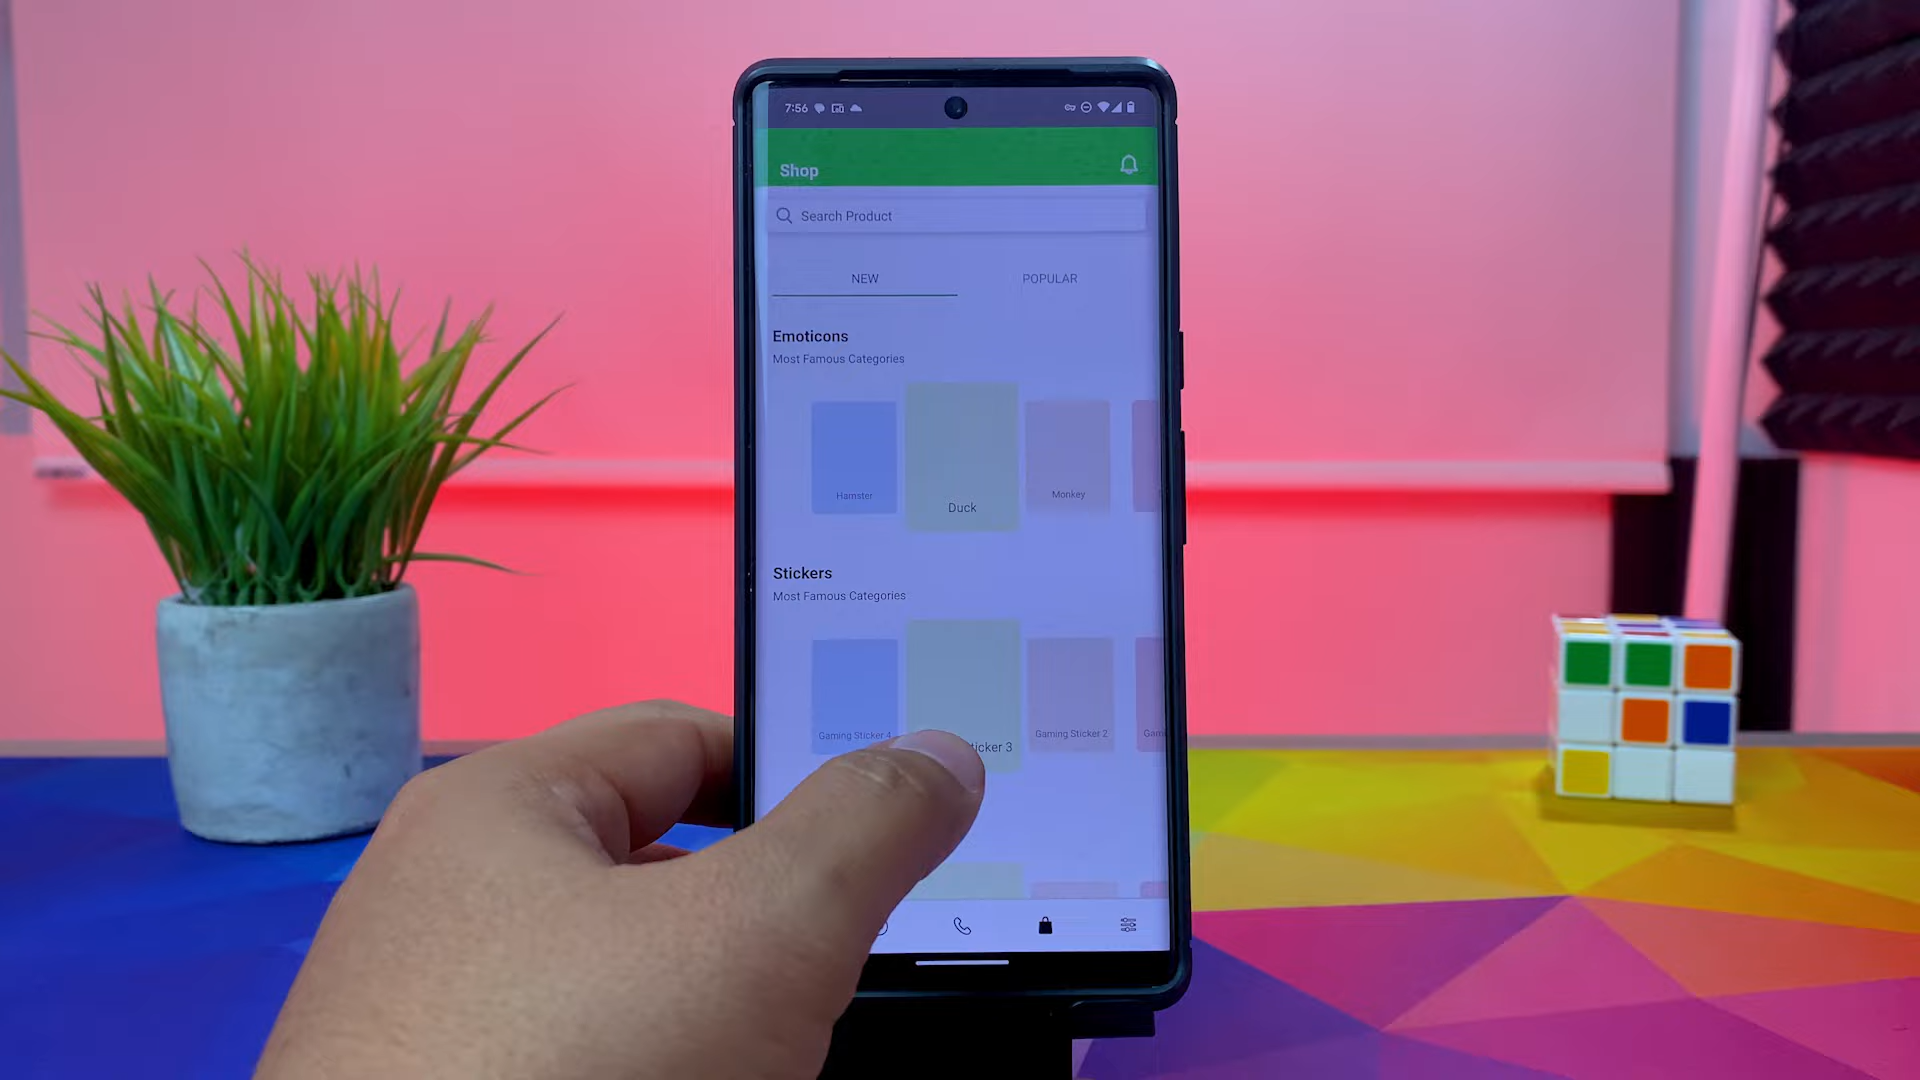 7:56
Shop
Search Product
NEW POPULAR
Emoticons
Most Famous Categories
Hamster Duck Monkey
Stickers
Most Famous Categories
Gaming Sticker 4 Gaming Sticker 2